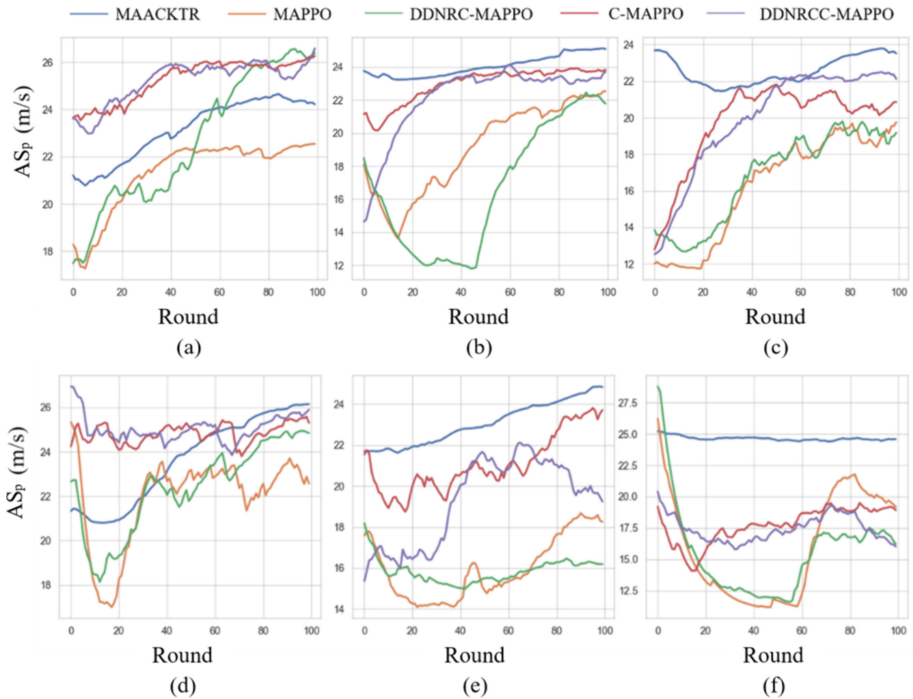 MAACKTR MAPPO DDNRC-MAPPO C-MAPPO DDNRCC-MAPPO
26 26 24
24 24 22
22 22 20
20 20 18
18 18 16
16 14
14 12
12
ASₚ (m/s)
0 20 40 60 80 100 0 20 40 60 80 100 0 20 40 60 80 100
Round Round Round
(a) (b) (c)
26 24 27.5
24 22 25.0
22 20 22.5
20 18 20.0
18 16 17.5
14 15.0
12.5
ASₚ (m/s)
0 20 40 60 80 100 0 20 40 60 80 100 0 20 40 60 80 100
Round Round Round
(d) (e) (f)